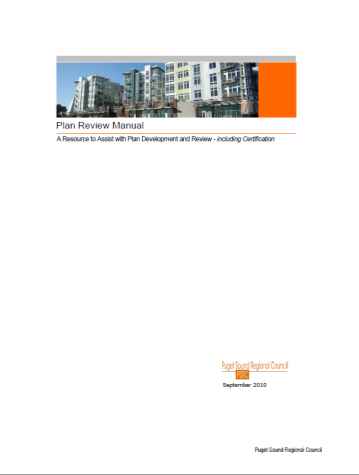 Plan Review Manual
A Resource to Assist with Plan Development and Review - including Certification
Puget Sound Regional Council
PSRC
September 2010
Puget Sound Regional Council